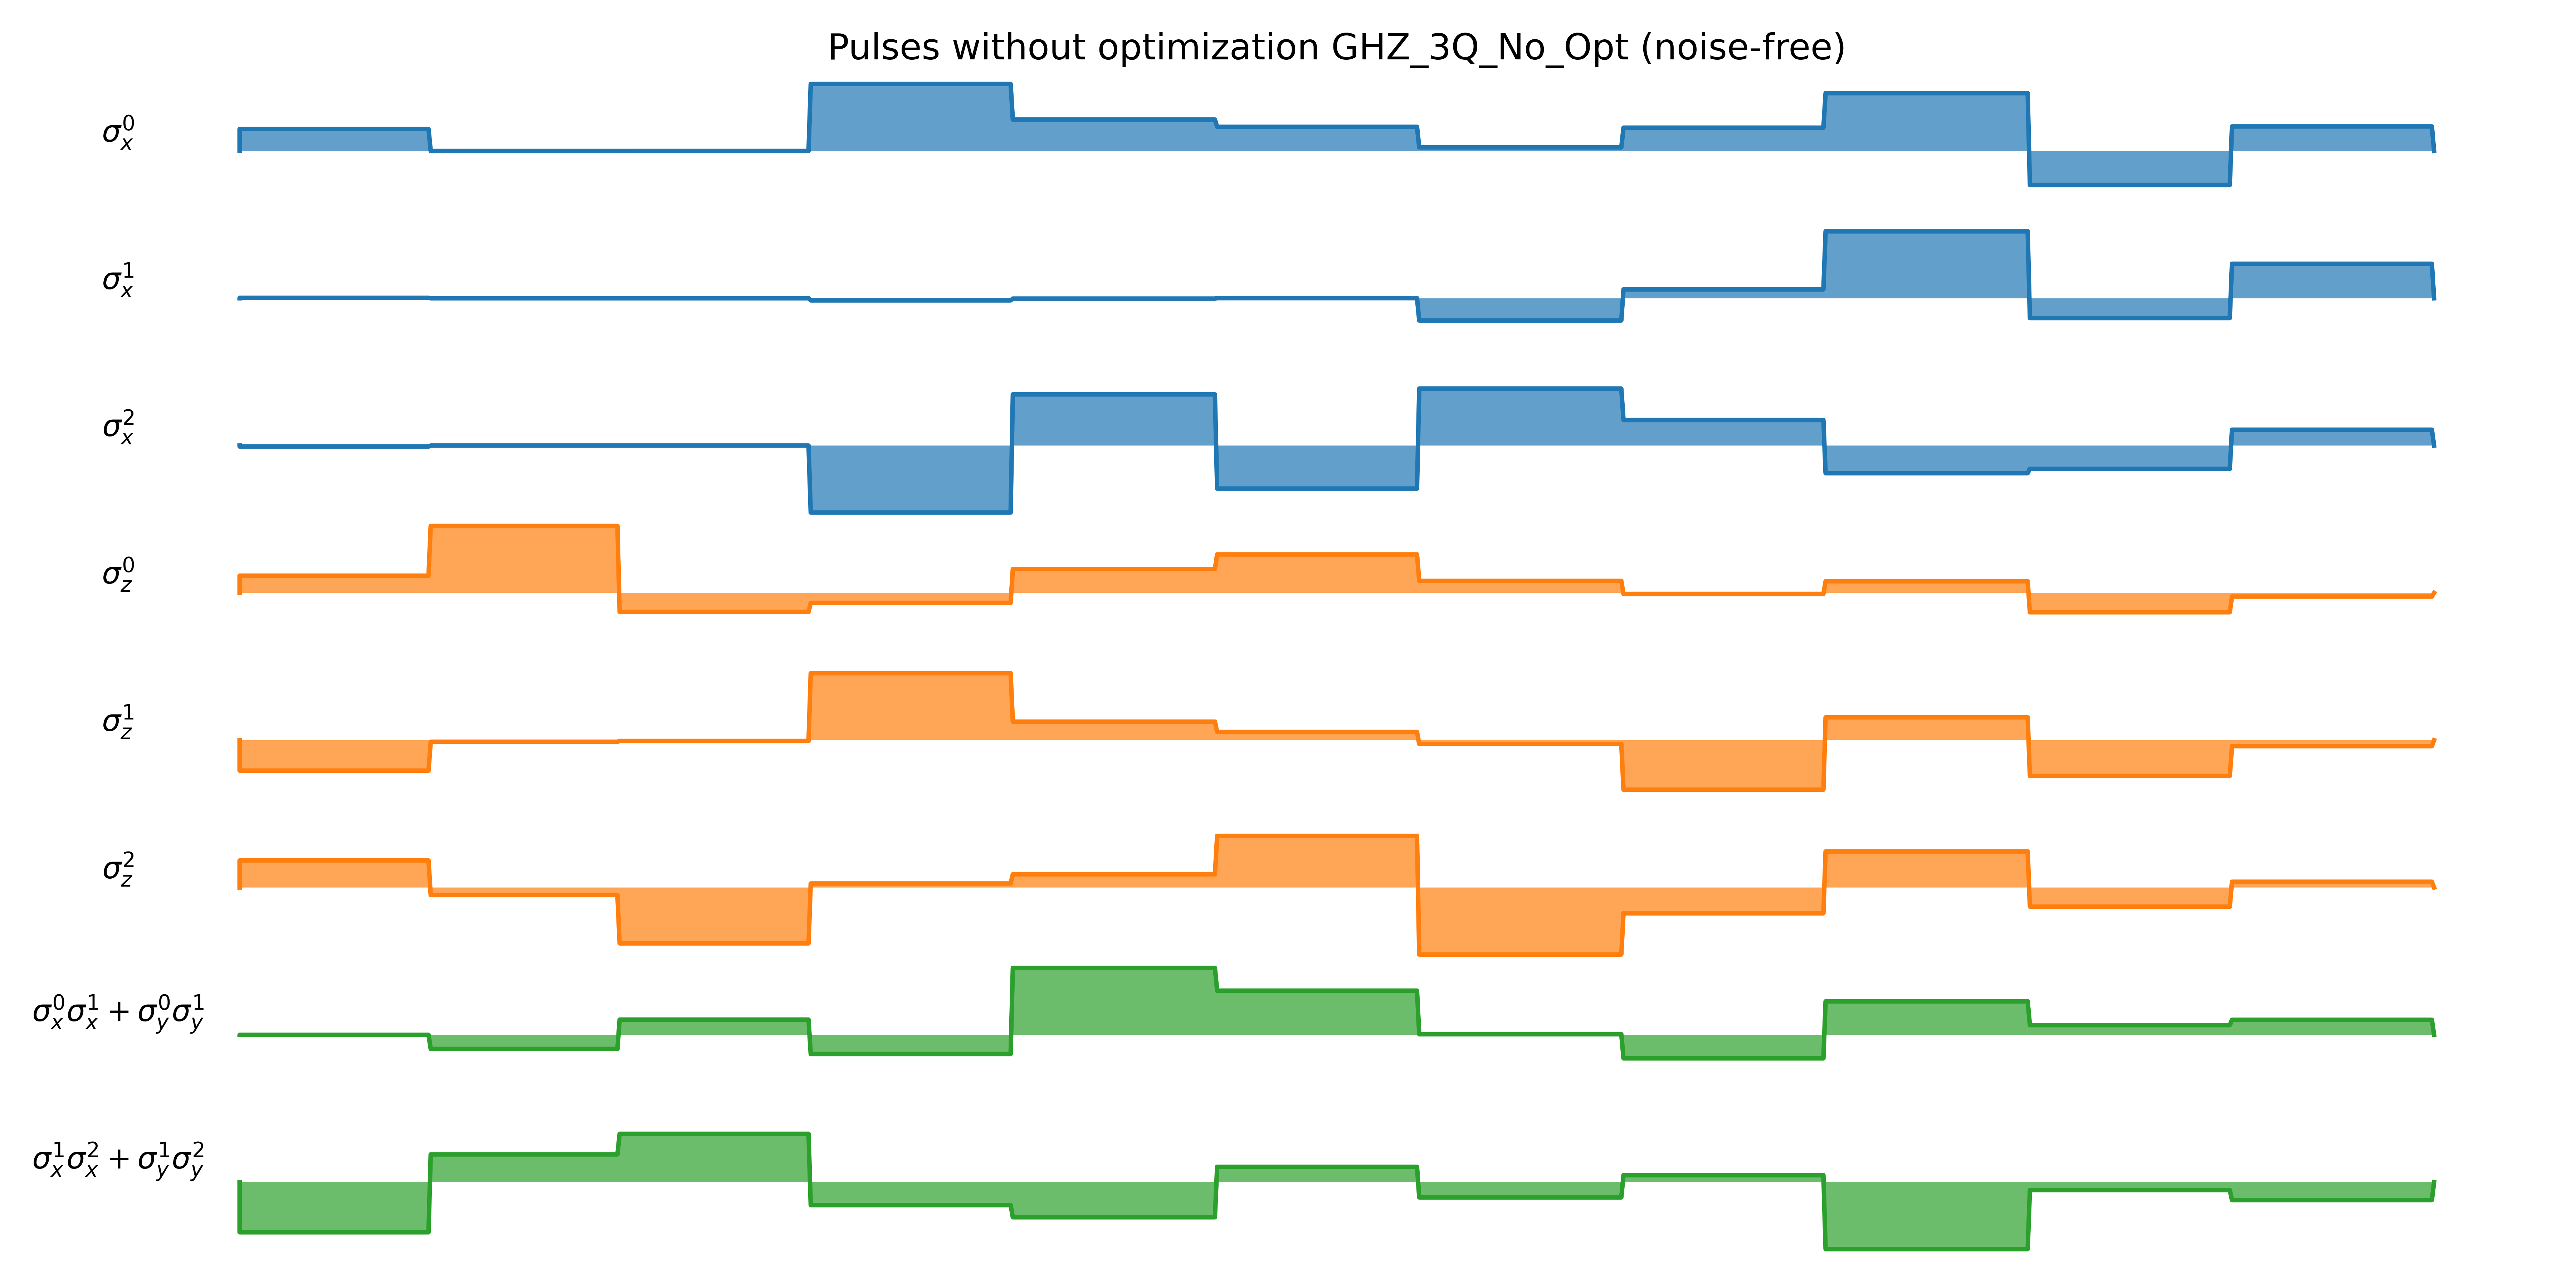 Pulses without optimization GHZ_3Q_No_Opt (noise-free)
σ_x^0
σ_x^1
σ_x^2
σ_z^0
σ_z^1
σ_z^2
σ_x^0σ_x^1 + σ_y^0σ_y^1
σ_x^1σ_x^2 + σ_y^1σ_y^2